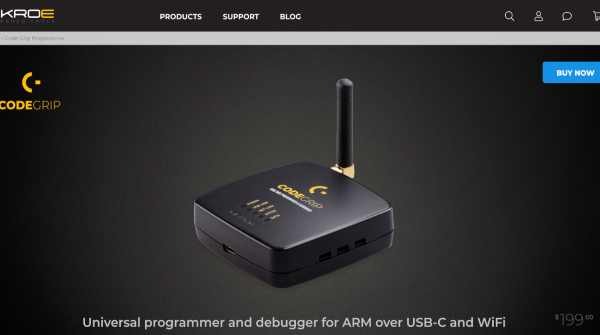 KROE
PRODUCTS
SUPPORT
BLOG
/ Code Grip Programmer
BUY NOW
CODEGRIP
CODEGRIP
Universal programmer and debugger for ARM over USB-C and WiFi
$199.00